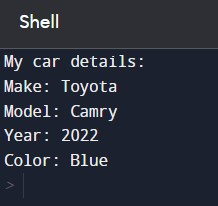 Shell
My car details:
Make: Toyota
Model: Camry
Year: 2022
Color: Blue
>